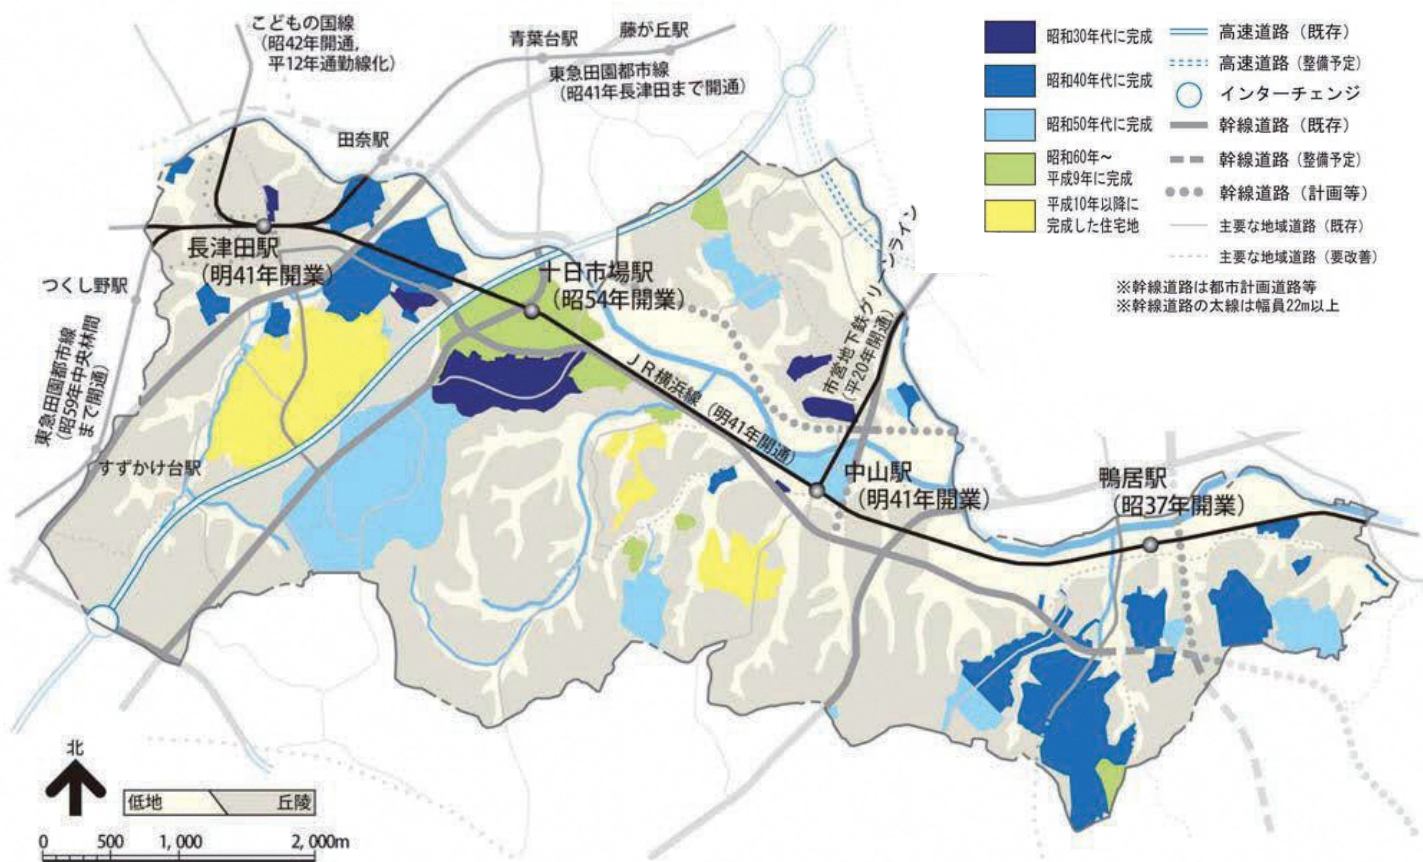 こどもの国線
（昭42年開通,
平12年通勤線化）
青葉台駅
藤が丘駅
東急田園都市線
（昭41年長津田まで開通）
田奈駅
長津田駅
（明41年開業）
つくし野駅
東急田園都市線
（昭59年中央林間
まで開通）
すずかけ台駅
十日市場駅
（昭54年開業）
ＪＲ横浜線（明41年開通）
市営地下鉄グリーンライン
（平20年開通）
中山駅
（明41年開業）
鴨居駅
（昭37年開業）
昭和30年代に完成
昭和40年代に完成
昭和50年代に完成
昭和60年～
平成9年に完成
平成10年以降に
完成した住宅地
高速道路（既存）
高速道路（整備予定）
インターチェンジ
幹線道路（既存）
幹線道路（整備予定）
幹線道路（計画等）
主要な地域道路（既存）
主要な地域道路（要改善）
※幹線道路は都市計画道路等
※幹線道路の太線は幅員22m以上
北
低地
丘陵
0 500 1,000 2,000m